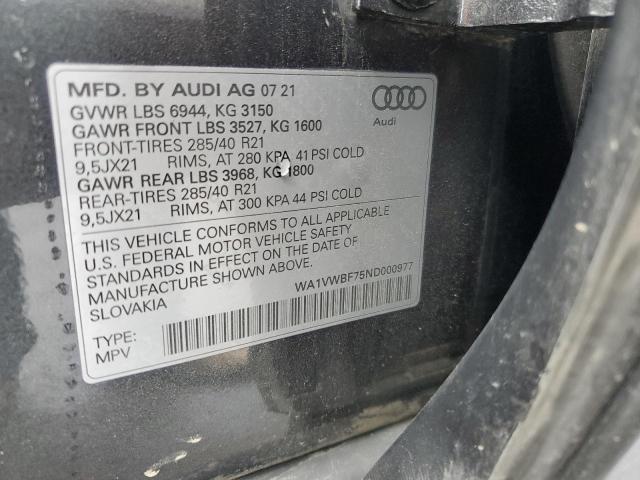 MFD. BY AUDI AG 07 21
GVWR LBS 6944, KG 3150
GAWR FRONT LBS 3527, KG 1600
FRONT-TIRES 285/40 R21
9,5JX21 RIMS, AT 280 KPA 41 PSI COLD
GAWR REAR LBS 3968, KG 1800
REAR-TIRES 285/40 R21
9,5JX21 RIMS, AT 300 KPA 44 PSI COLD
Audi
THIS VEHICLE CONFORMS TO ALL APPLICABLE
U.S. FEDERAL MOTOR VEHICLE SAFETY
STANDARDS IN EFFECT ON THE DATE OF
MANUFACTURE SHOWN ABOVE.
SLOVAKIA
WA1VWBF75ND000977
TYPE:
MPV